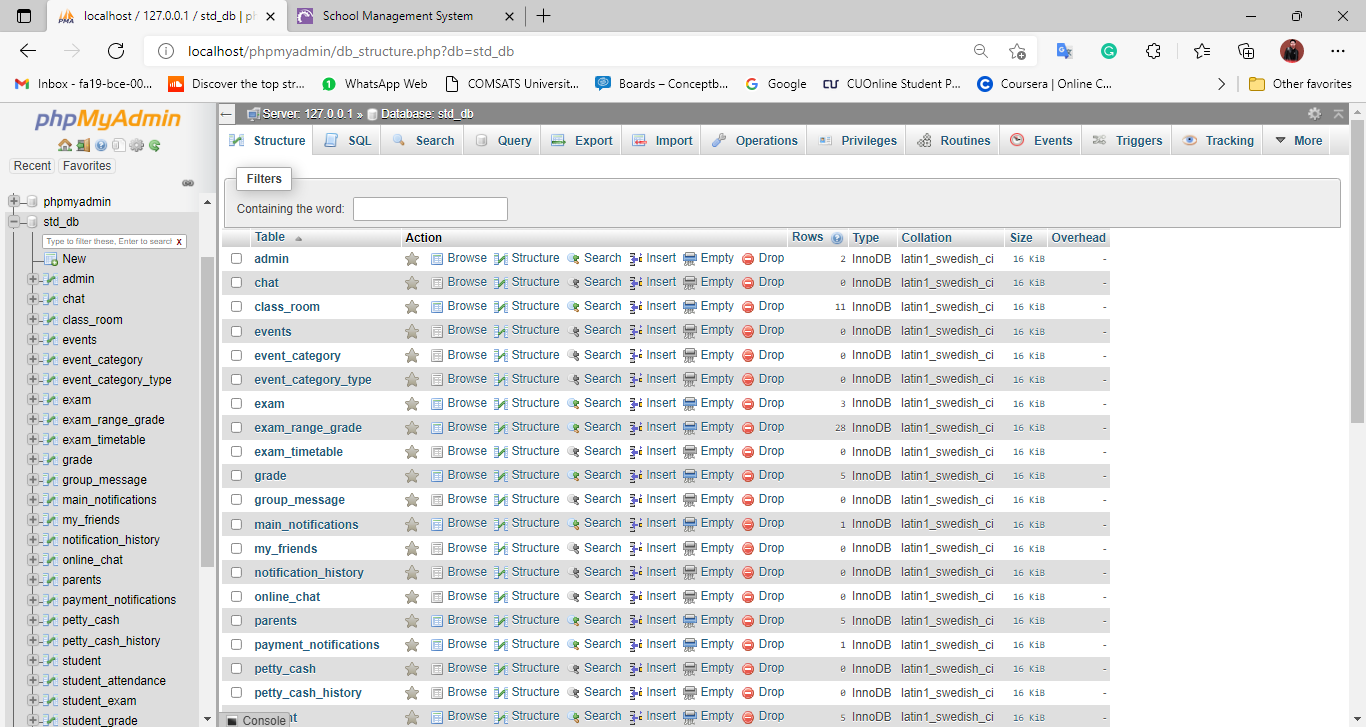 localhost / 127.0.0.1 / std_db | ph
School Management System
localhost/phpmyadmin/db_structure.php?db=std_db
Inbox - fa19-bce-00...
Discover the top str...
WhatsApp Web
COMSATS Universit...
Boards – Conceptb...
Google
CUOnline Student P...
Coursera | Online C...
Other favorites
phpMyAdmin
Recent Favorites
phpmyadmin
std_db
Type to filter these, Enter to search X
New
admin
chat
class_room
events
event_category
event_category_type
exam
exam_range_grade
exam_timetable
grade
group_message
main_notifications
my_friends
notification_history
online_chat
parents
payment_notifications
petty_cash
petty_cash_history
student
student_attendance
student_exam
student_grade
Server: 127.0.0.1 » Database: std_db
Structure SQL Search Query Export Import Operations Privileges Routines Events Triggers Tracking More
Filters
Containing the word:
Table Action Rows Type Collation Size Overhead
admin Browse Structure Search Insert Empty Drop 2 InnoDB latin1_swedish_ci 16 KiB -
chat Browse Structure Search Insert Empty Drop 0 InnoDB latin1_swedish_ci 16 KiB -
class_room Browse Structure Search Insert Empty Drop 11 InnoDB latin1_swedish_ci 16 KiB -
events Browse Structure Search Insert Empty Drop 0 InnoDB latin1_swedish_ci 16 KiB -
event_category Browse Structure Search Insert Empty Drop 0 InnoDB latin1_swedish_ci 16 KiB -
event_category_type Browse Structure Search Insert Empty Drop 0 InnoDB latin1_swedish_ci 16 KiB -
exam Browse Structure Search Insert Empty Drop 3 InnoDB latin1_swedish_ci 16 KiB -
exam_range_grade Browse Structure Search Insert Empty Drop 28 InnoDB latin1_swedish_ci 16 KiB -
exam_timetable Browse Structure Search Insert Empty Drop 0 InnoDB latin1_swedish_ci 16 KiB -
grade Browse Structure Search Insert Empty Drop 5 InnoDB latin1_swedish_ci 16 KiB -
group_message Browse Structure Search Insert Empty Drop 0 InnoDB latin1_swedish_ci 16 KiB -
main_notifications Browse Structure Search Insert Empty Drop 1 InnoDB latin1_swedish_ci 16 KiB -
my_friends Browse Structure Search Insert Empty Drop 0 InnoDB latin1_swedish_ci 16 KiB -
notification_history Browse Structure Search Insert Empty Drop 0 InnoDB latin1_swedish_ci 16 KiB -
online_chat Browse Structure Search Insert Empty Drop 0 InnoDB latin1_swedish_ci 16 KiB -
parents Browse Structure Search Insert Empty Drop 5 InnoDB latin1_swedish_ci 16 KiB -
payment_notifications Browse Structure Search Insert Empty Drop 1 InnoDB latin1_swedish_ci 16 KiB -
petty_cash Browse Structure Search Insert Empty Drop 0 InnoDB latin1_swedish_ci 16 KiB -
petty_cash_history Browse Structure Search Insert Empty Drop 0 InnoDB latin1_swedish_ci 16 KiB -
nt Browse Structure Search Insert Empty Drop 5 InnoDB latin1_swedish_ci 16 KiB -
Console